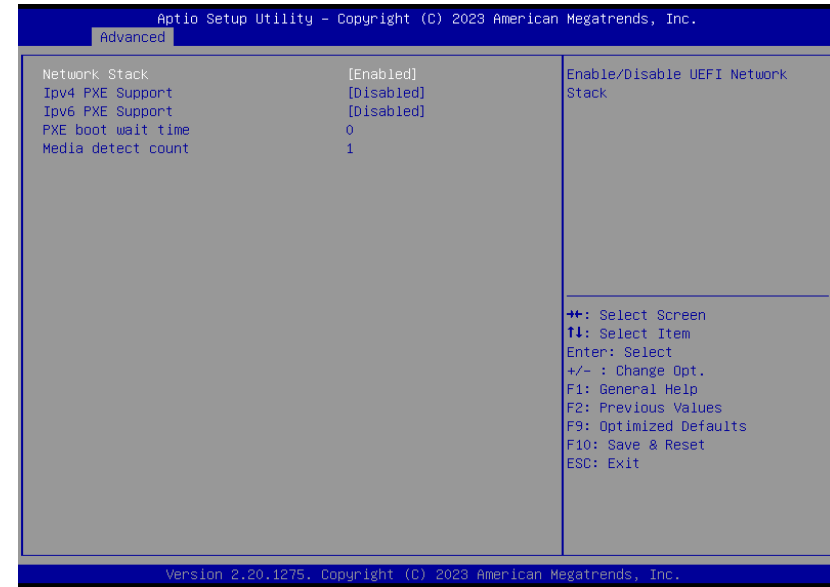 Aptio Setup Utility – Copyright (C) 2023 American Megatrends, Inc.
Advanced
Network Stack [Enabled]
Ipv4 PXE Support [Disabled]
Ipv6 PXE Support [Disabled]
PXE boot wait time 0
Media detect count 1
Enable/Disable UEFI Network
Stack
→←: Select Screen
↑↓: Select Item
Enter: Select
+/- : Change Opt.
F1: General Help
F2: Previous Values
F9: Optimized Defaults
F10: Save & Reset
ESC: Exit
Version 2.20.1275. Copyright (C) 2023 American Megatrends, Inc.